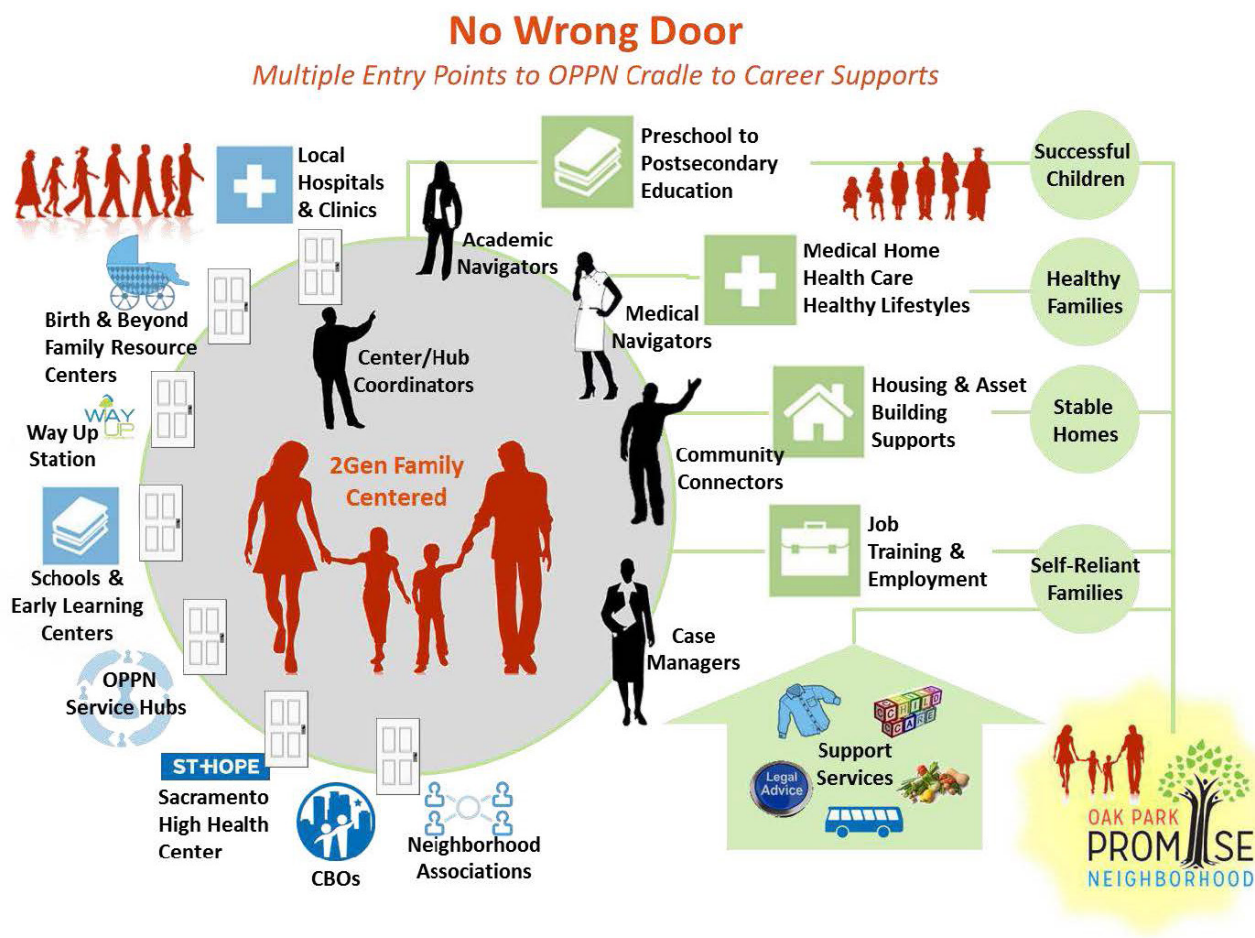 No Wrong Door
Multiple Entry Points to OPPN Cradle to Career Supports
Local
Hospitals
& Clinics
Birth & Beyond
Family Resource
Centers
WAY
UP
Way Up
Station
Schools &
Early Learning
Centers
OPPN
Service Hubs
ST·HOPE
Sacramento
High Health
Center
CBOs
Neighborhood
Associations
Center/Hub
Coordinators
2Gen Family
Centered
Academic
Navigators
Medical
Navigators
Community
Connectors
Case
Managers
Preschool to
Postsecondary
Education
Medical Home
Health Care
Healthy Lifestyles
Housing & Asset
Building
Supports
Job
Training &
Employment
Successful
Children
Healthy
Families
Stable
Homes
Self-Reliant
Families
CHILD
CARE
Support
Services
Legal
Advice
OAK PARK
PROMISE
NEIGHBORHOOD